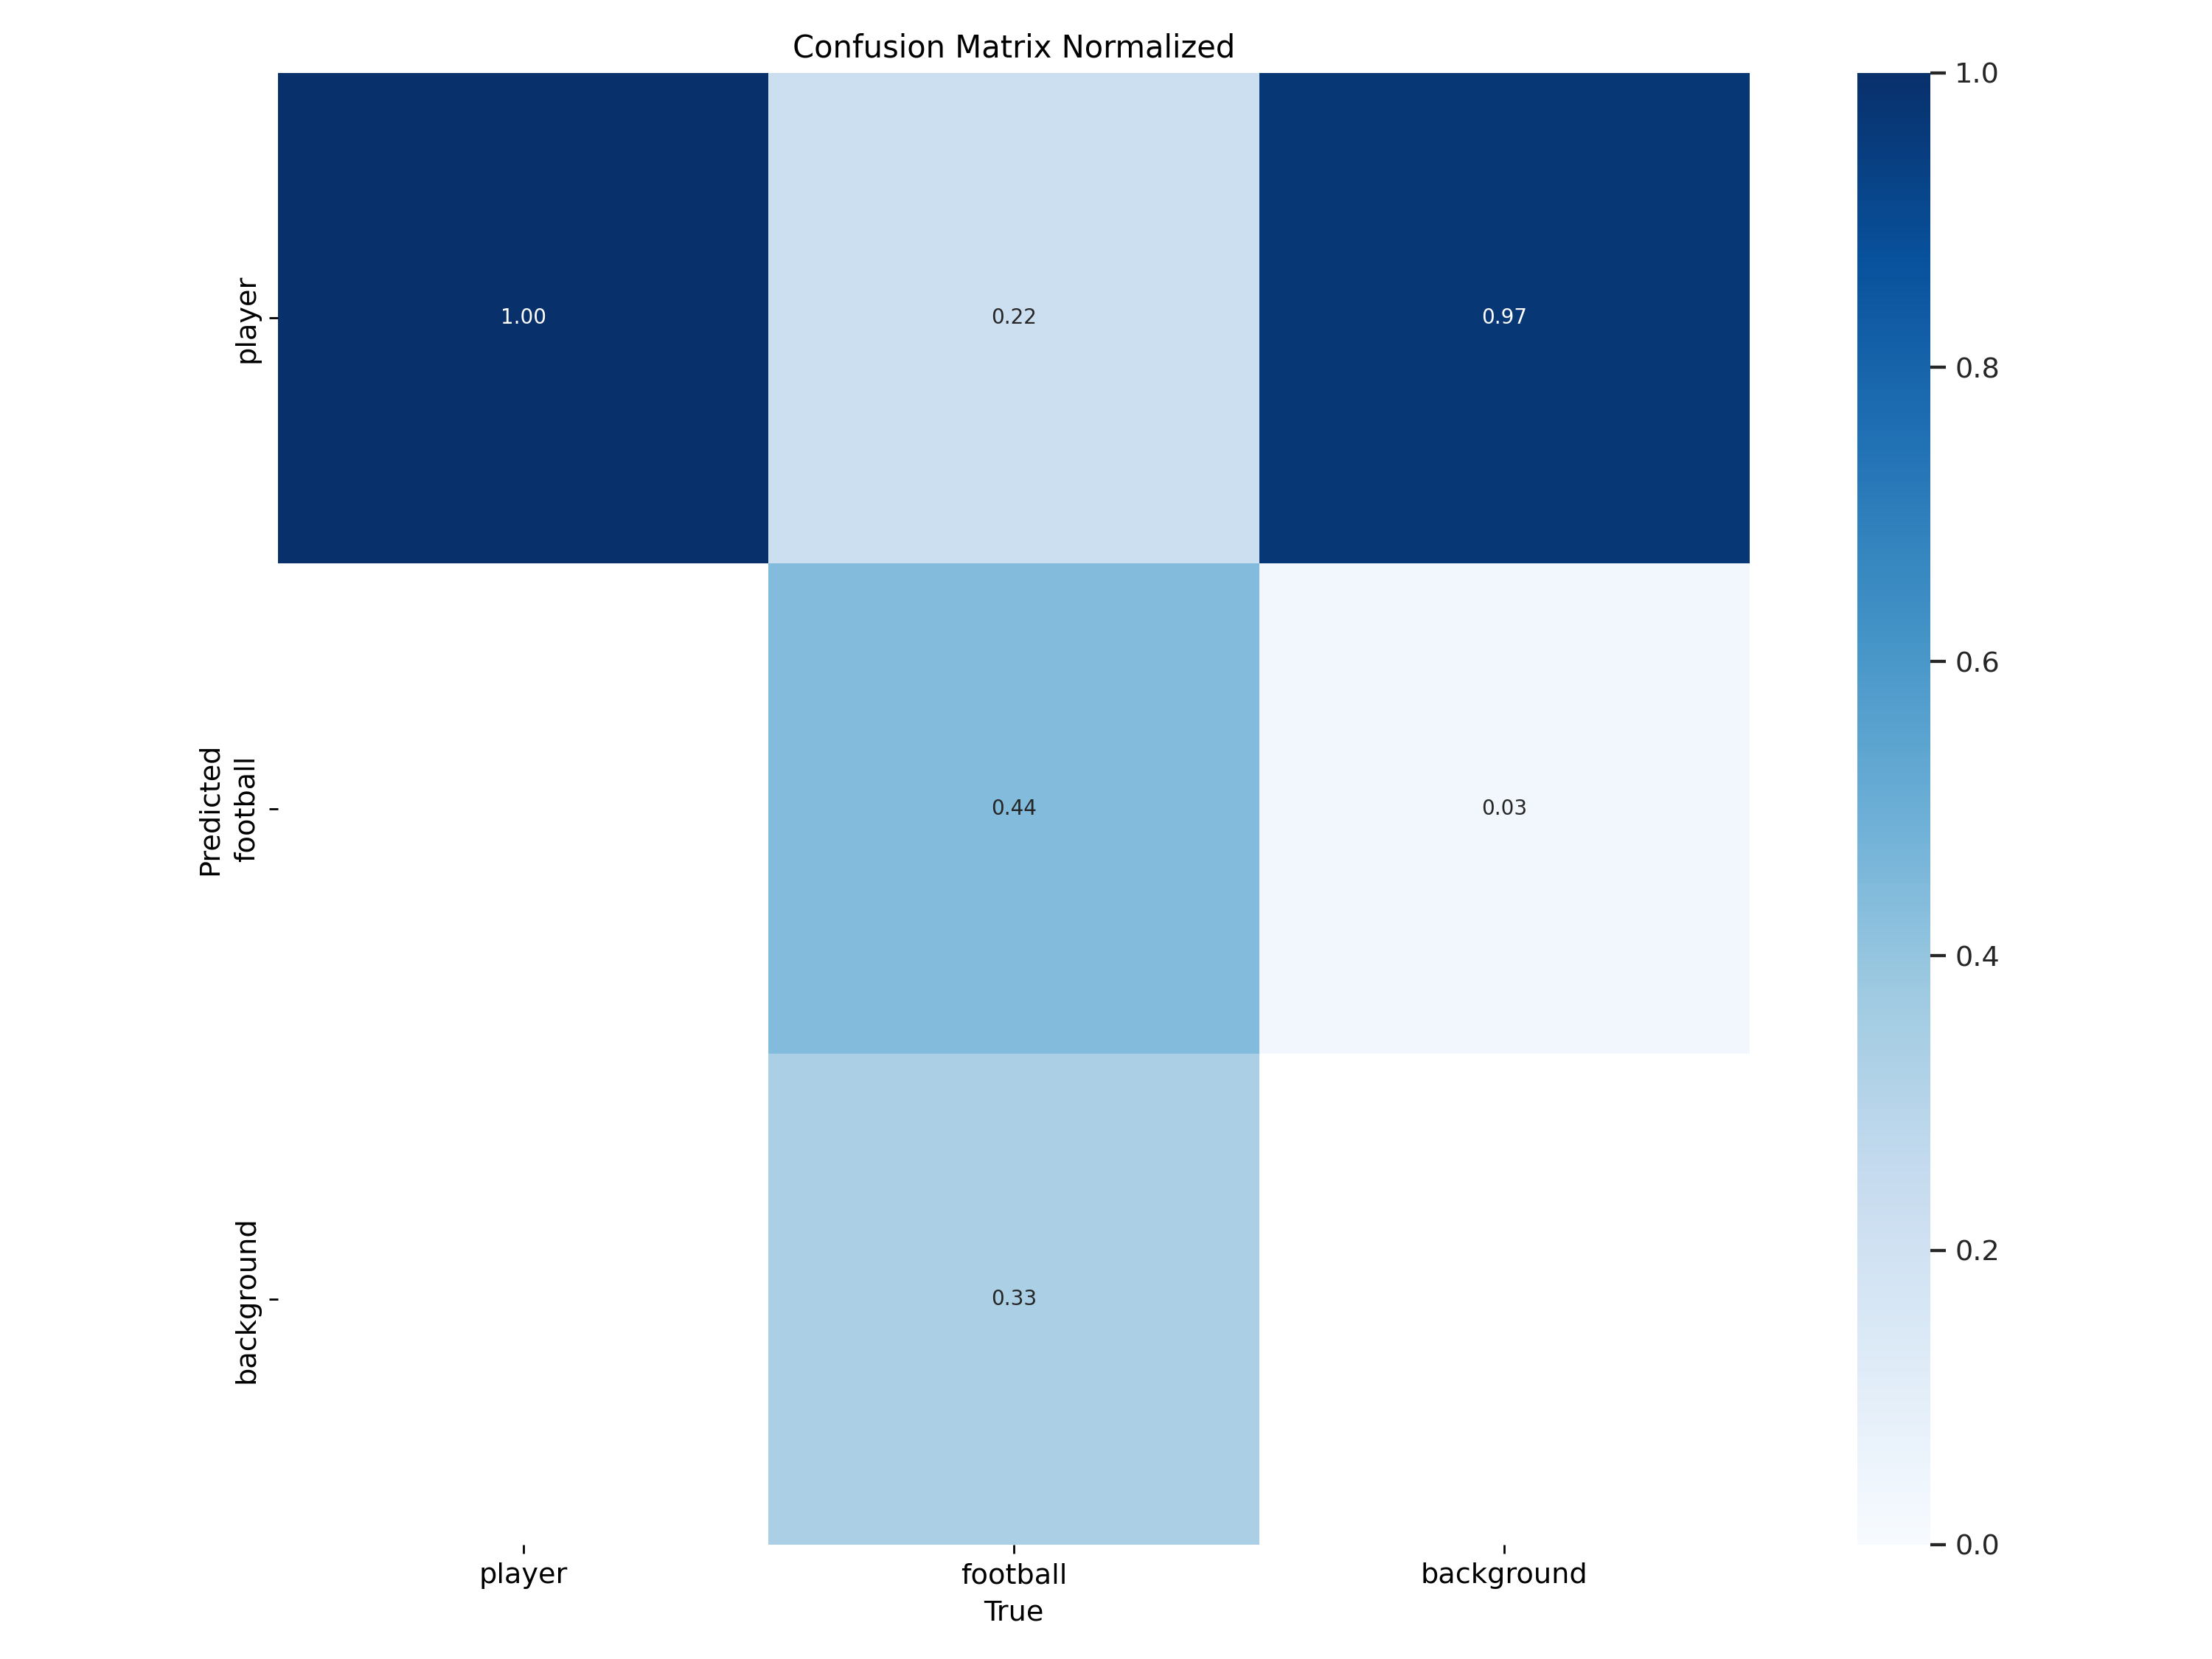 Confusion Matrix Normalized
player
1.00
0.22
0.97
Predicted
football
0.44
0.03
background
0.33
player
football
background
True
1.0
0.8
0.6
0.4
0.2
0.0